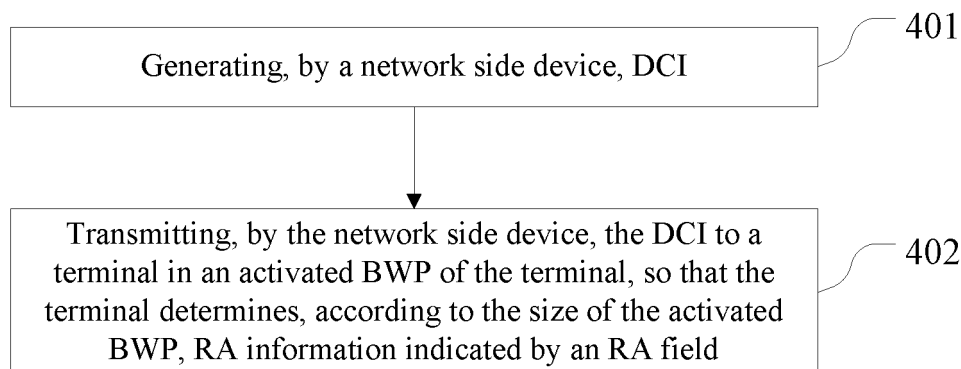 401
Generating, by a network side device, DCI
Transmitting, by the network side device, the DCI to a
terminal in an activated BWP of the terminal, so that the
terminal determines, according to the size of the activated
BWP, RA information indicated by an RA field
402